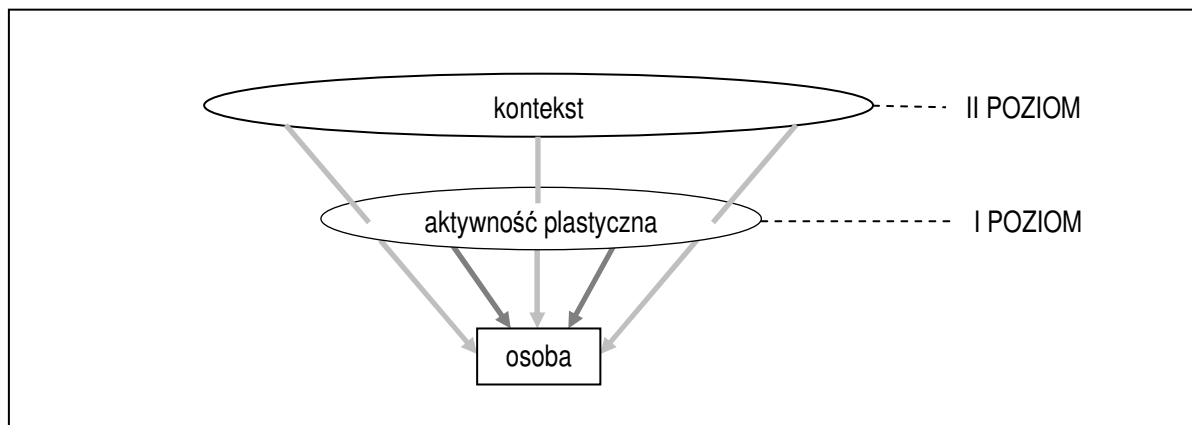 kontekst
II POZIOM
aktywność plastyczna
I POZIOM
osoba